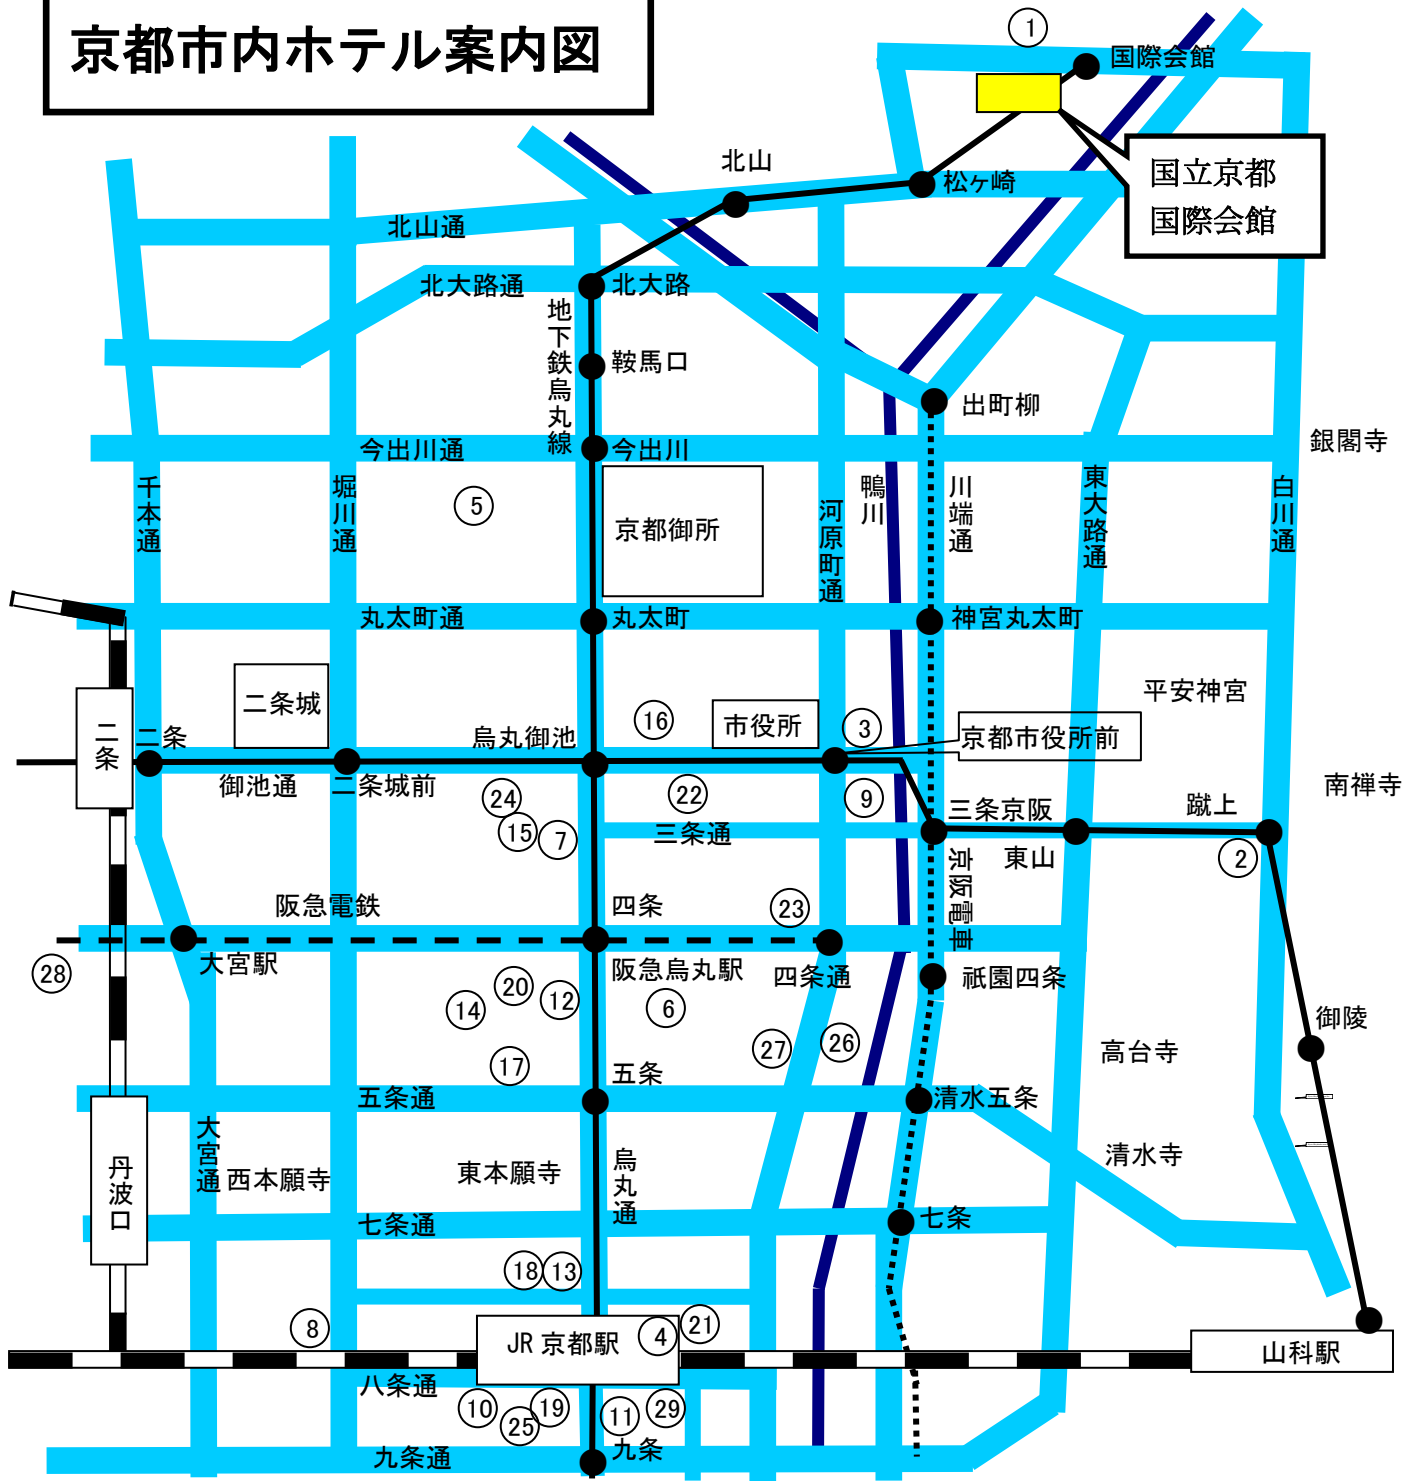 京都市内ホテル案内図
①
国際会館
国立京都
国際会館
北山
松ヶ崎
北山通
北大路通
北大路
地下鉄烏丸線
鞍馬口
出町柳
今出川通
今出川
銀閣寺
千本通
堀川通
⑤
京都御所
河原町通
鴨川
川端通
東大路通
白川通
丸太町通
丸太町
神宮丸太町
平安神宮
二条城
⑯
市役所
③
京都市役所前
二条
二条
烏丸御池
御池通
二条城前
㉔
㉒
⑨
南禅寺
⑮
⑦
三条通
三条京阪
蹴上
東山
②
京阪電車
阪急電鉄
四条
㉓
大宮駅
阪急烏丸駅
四条通
祇園四条
㉘
⑳
⑫
⑭
⑥
御陵
㉗
㉖
高台寺
⑰
五条
五条通
清水五条
大宮通
丹波口
西本願寺
東本願寺
烏丸通
清水寺
七条通
七条
⑱
⑬
⑧
JR 京都駅
④
㉑
山科駅
八条通
⑩
㉕
⑲
⑪
㉙
九条通
九条